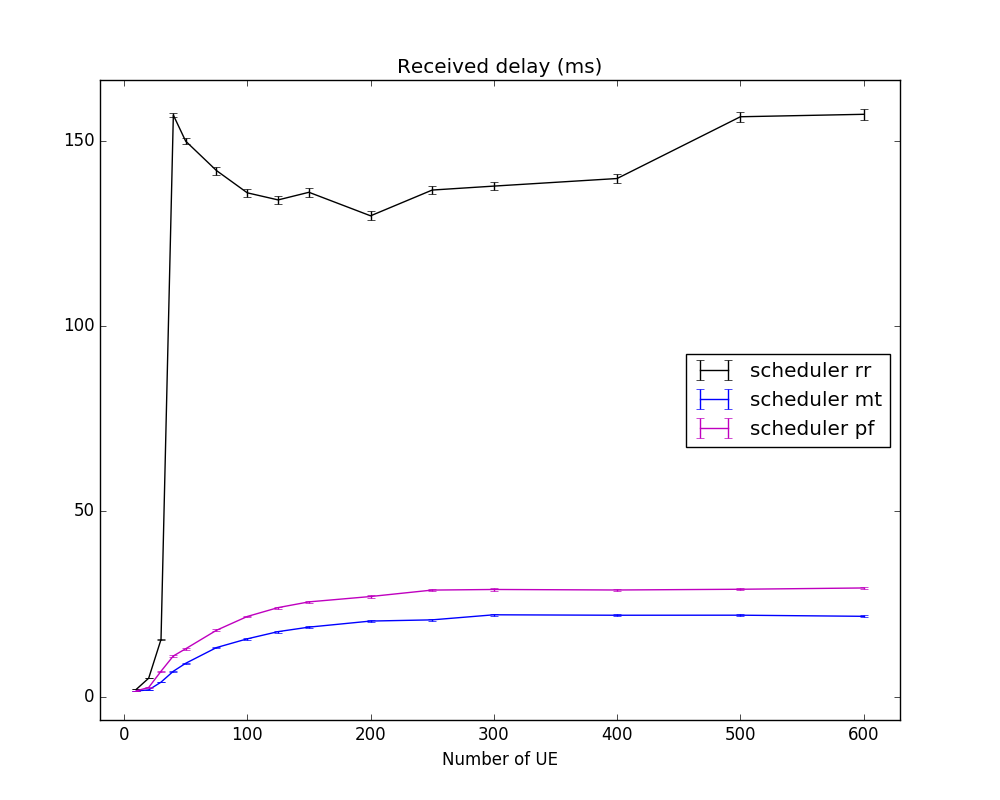 Received delay (ms)
150
100
50
0
scheduler rr
scheduler mt
scheduler pf
0 100 200 300 400 500 600
Number of UE